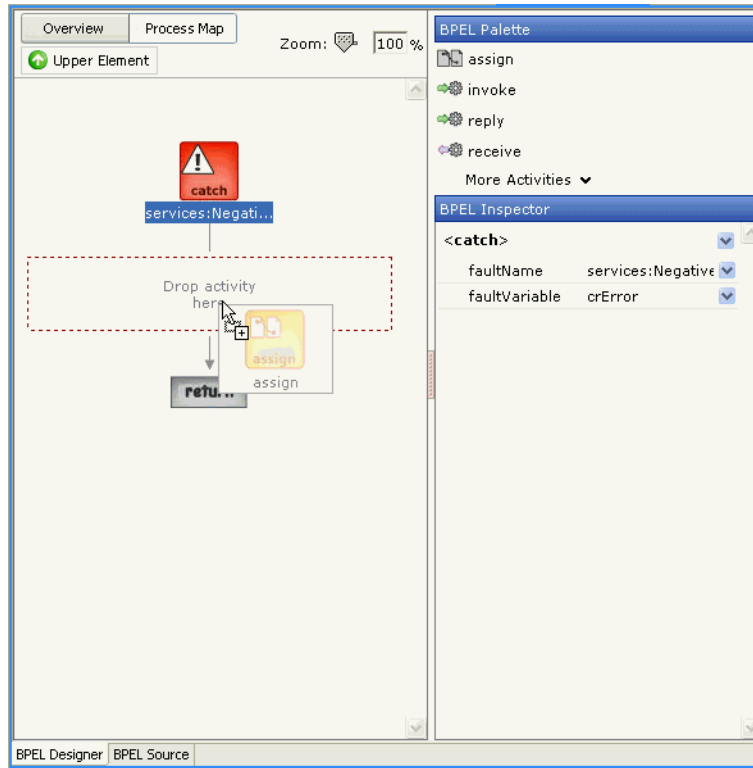 Overview Process Map
Zoom: 100 %
Upper Element
catch
services:Negati...
Drop activity
here
assign
assign
BPEL Palette
assign
invoke
reply
receive
More Activities
BPEL Inspector
<catch>
faultName services:Negative
faultVariable crError
BPEL Designer BPEL Source